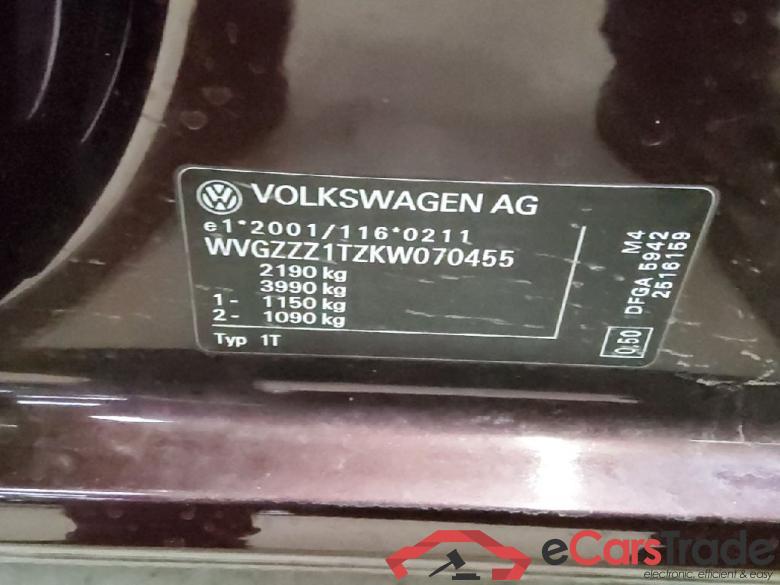 VOLKSWAGEN AG
e1*2001/116*0211
WVGZZZ1TZKW070455
2190 kg
3990 kg
1- 1150 kg
2- 1090 kg
Typ 1T
M4
DFGA 5942
2516159
0,50
eCarsTrade
electronic, efficient & easy